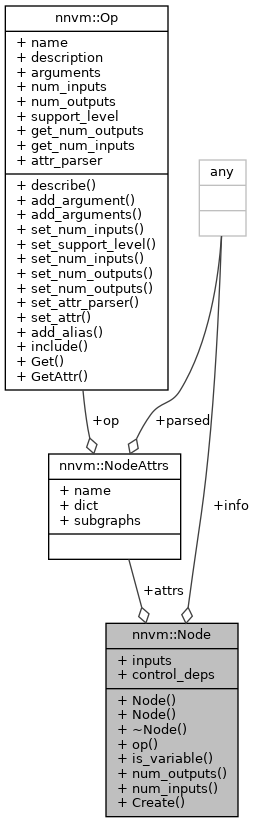 nnvm::Op
+ name
+ description
+ arguments
+ num_inputs
+ num_outputs
+ support_level
+ get_num_outputs
+ get_num_inputs
+ attr_parser
+ describe()
+ add_argument()
+ add_arguments()
+ set_num_inputs()
+ set_support_level()
+ set_num_inputs()
+ set_num_outputs()
+ set_num_outputs()
+ set_attr_parser()
+ set_attr()
+ add_alias()
+ include()
+ Get()
+ GetAttr()
any
+op
+parsed
nnvm::NodeAttrs
+ name
+ dict
+ subgraphs
+info
+attrs
nnvm::Node
+ inputs
+ control_deps
+ Node()
+ Node()
+ ~Node()
+ op()
+ is_variable()
+ num_outputs()
+ num_inputs()
+ Create()